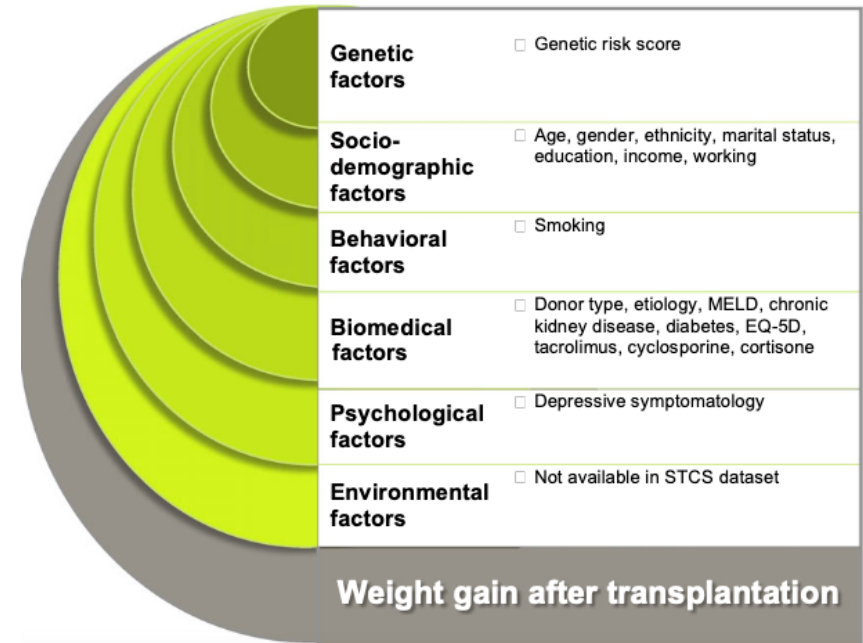 Genetic
factors
☐ Genetic risk score
Socio-
demographic
factors
☐ Age, gender, ethnicity, marital status,
education, income, working
Behavioral
factors
☐ Smoking
Biomedical
factors
☐ Donor type, etiology, MELD, chronic
kidney disease, diabetes, EQ-5D,
tacrolimus, cyclosporine, cortisone
Psychological
factors
☐ Depressive symptomatology
Environmental
factors
☐ Not available in STCS dataset
Weight gain after transplantation